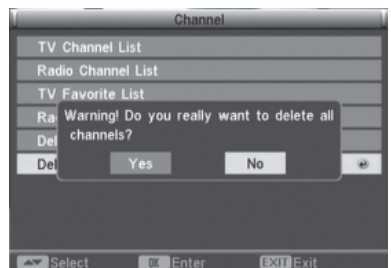 Channel
TV Channel List
Radio Channel List
TV Favorite List
Ra
Del
Del
Warning! Do you really want to delete all
channels?
Yes No
Select OK Enter EXIT Exit